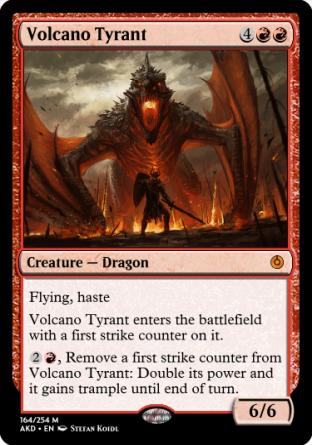 Volcano Tyrant 4
Creature — Dragon
Flying, haste
Volcano Tyrant enters the battlefield
with a first strike counter on it.
2 , Remove a first strike counter from
Volcano Tyrant: Double its power and
it gains trample until end of turn.
6/6
164/254 M
AKD • EN Stefan Koidl